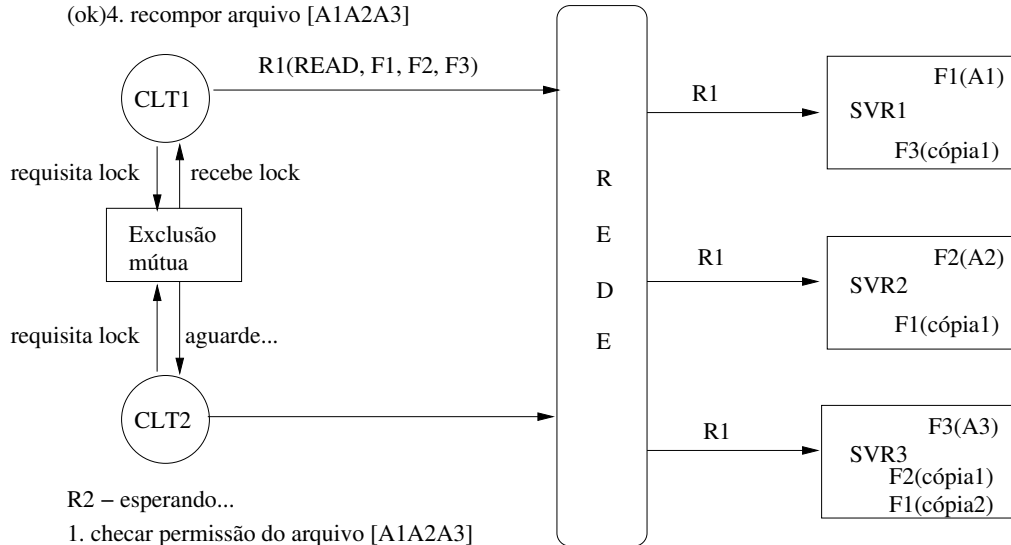 (ok)4. recompor arquivo [A1A2A3]
R1(READ, F1, F2, F3)
CLT1
requisita lock
recebe lock
Exclusão
mútua
requisita lock
aguarde...
CLT2
R2 – esperando...
1. checar permissão do arquivo [A1A2A3]
R
E
D
E
R1
F1(A1)
SVR1
F3(cópia1)
R1
F2(A2)
SVR2
F1(cópia1)
R1
F3(A3)
SVR3
F2(cópia1)
F1(cópia2)